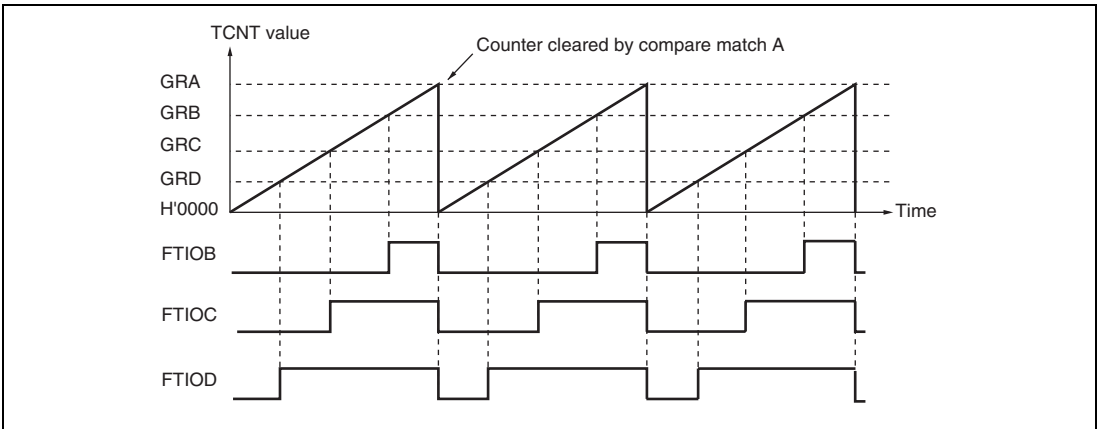 TCNT value
Counter cleared by compare match A
GRA
GRB
GRC
GRD
H'0000
Time
FTIOB
FTIOC
FTIOD